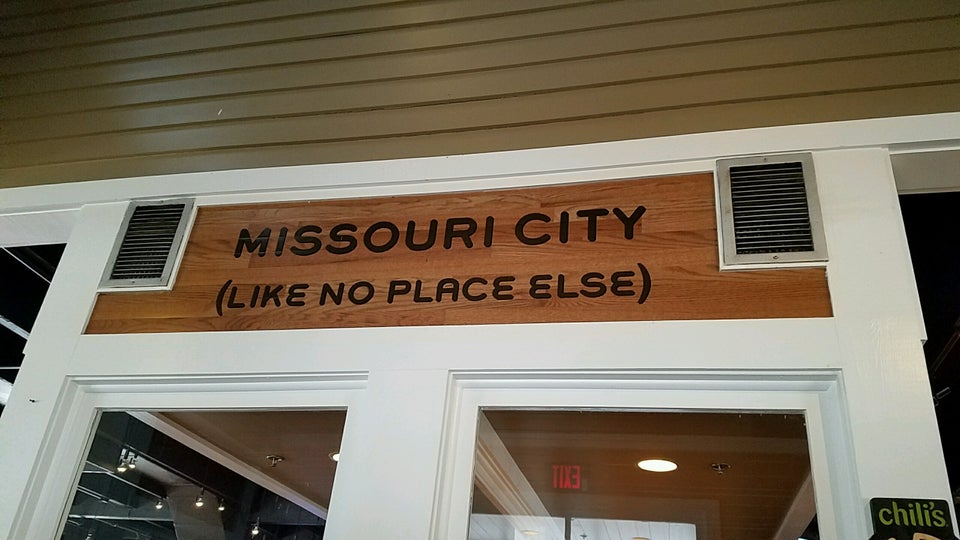 MISSOURI CITY
(LIKE NO PLACE ELSE)
EXIT
chili's